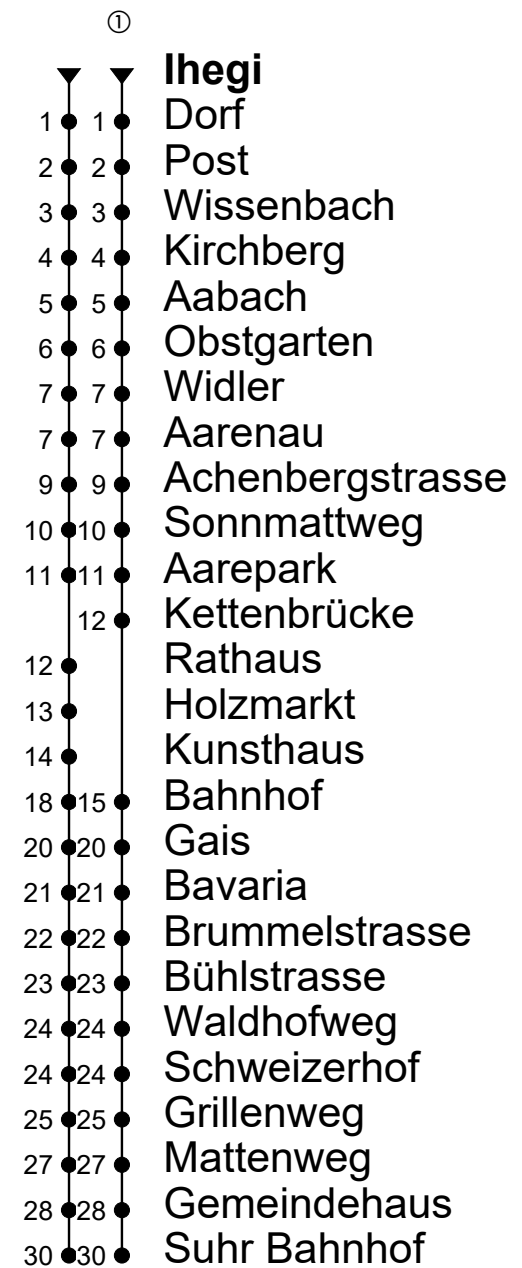 ①
Ihegi
1 1 Dorf
2 2 Post
3 3 Wissenbach
4 4 Kirchberg
5 5 Aabach
6 6 Obstgarten
7 7 Widler
7 7 Aarenau
9 9 Achenbergstrasse
10 10 Sonnmattweg
11 11 Aarepark
12 Kettenbrücke
12 Rathaus
13 Holzmarkt
14 Kunsthaus
18 15 Bahnhof
20 20 Gais
21 21 Bavaria
22 22 Brummelstrasse
23 23 Bühlstrasse
24 24 Waldhofweg
24 24 Schweizerhof
25 25 Grillenweg
27 27 Mattenweg
28 28 Gemeindehaus
30 30 Suhr Bahnhof